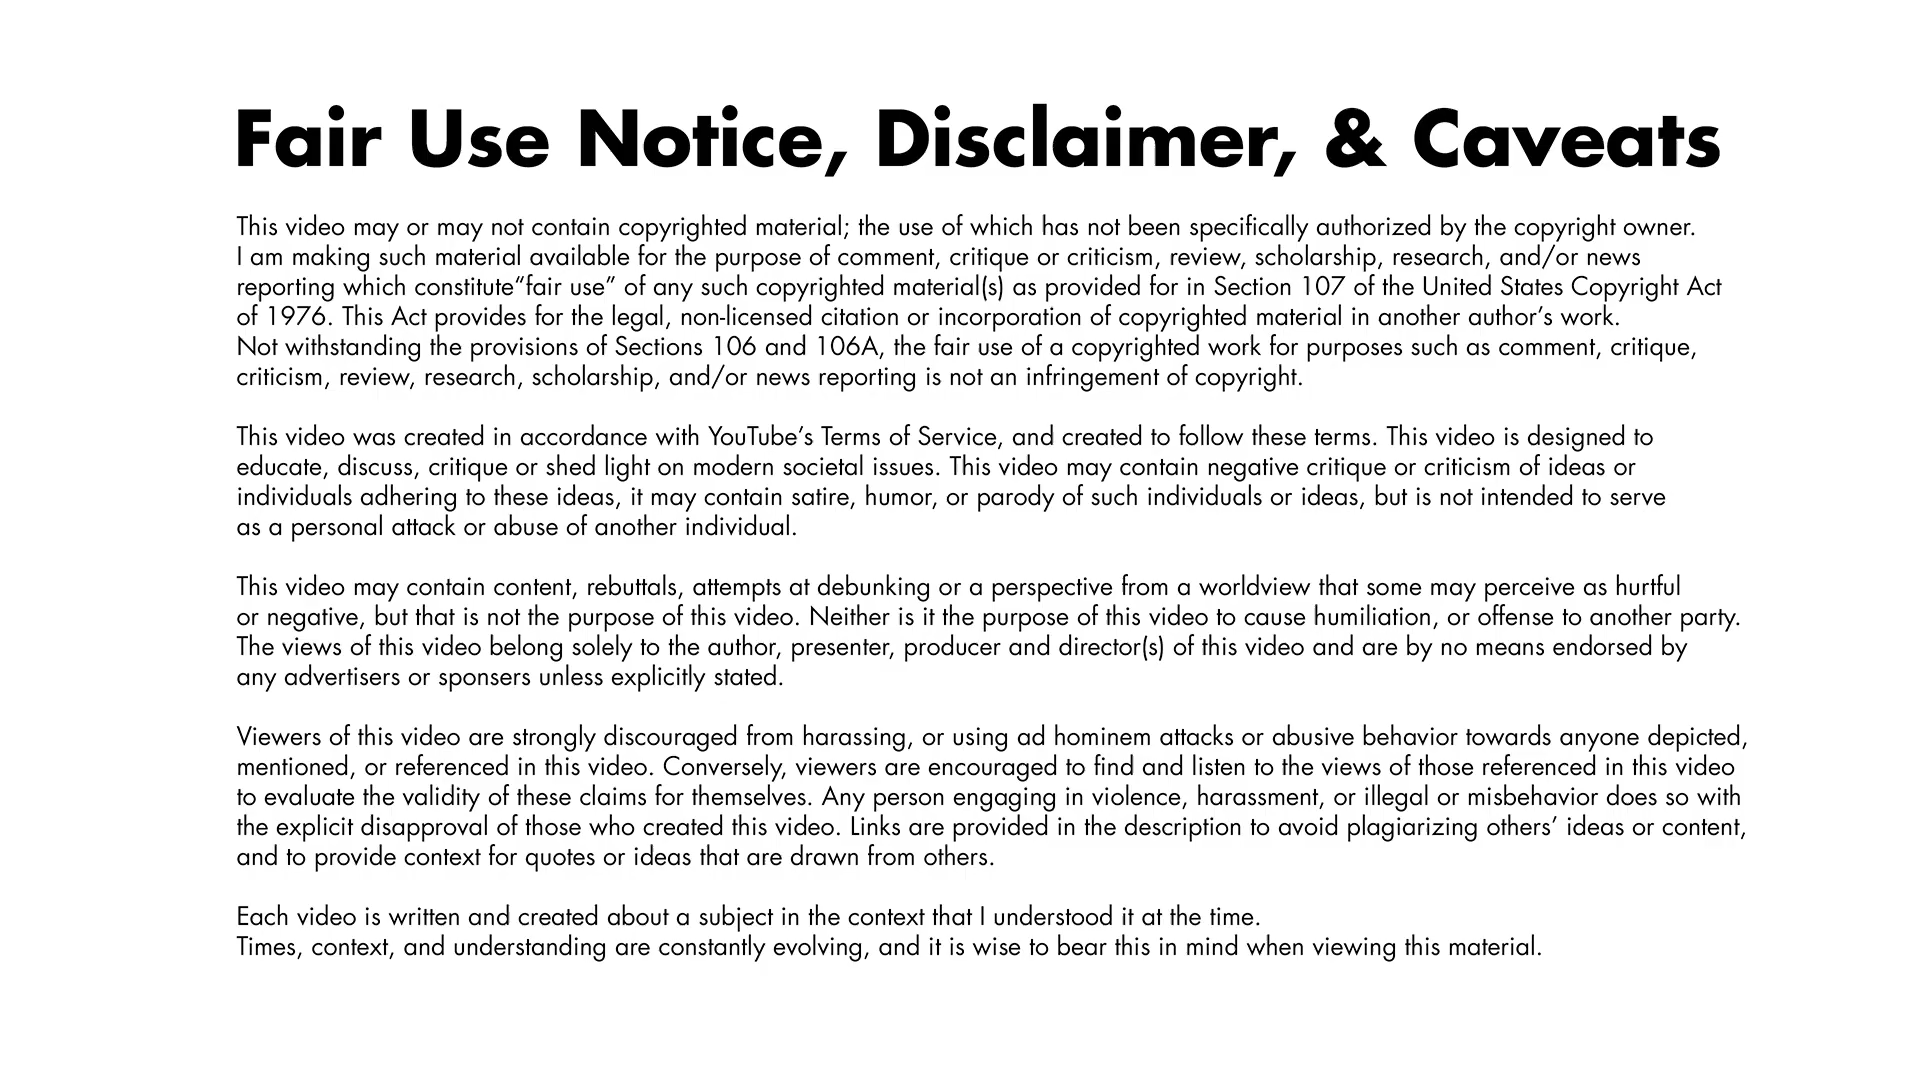 Fair Use Notice, Disclaimer, & Caveats
This video may or may not contain copyrighted material; the use of which has not been specifically authorized by the copyright owner.
I am making such material available for the purpose of comment, critique or criticism, review, scholarship, research, and/or news
reporting which constitute“fair use” of any such copyrighted material(s) as provided for in Section 107 of the United States Copyright Act
of 1976. This Act provides for the legal, non-licensed citation or incorporation of copyrighted material in another author’s work.
Not withstanding the provisions of Sections 106 and 106A, the fair use of a copyrighted work for purposes such as comment, critique,
criticism, review, research, scholarship, and/or news reporting is not an infringement of copyright.
This video was created in accordance with YouTube’s Terms of Service, and created to follow these terms. This video is designed to
educate, discuss, critique or shed light on modern societal issues. This video may contain negative critique or criticism of ideas or
individuals adhering to these ideas, it may contain satire, humor, or parody of such individuals or ideas, but is not intended to serve
as a personal attack or abuse of another individual.
This video may contain content, rebuttals, attempts at debunking or a perspective from a worldview that some may perceive as hurtful
or negative, but that is not the purpose of this video. Neither is it the purpose of this video to cause humiliation, or offense to another party.
The views of this video belong solely to the author, presenter, producer and director(s) of this video and are by no means endorsed by
any advertisers or sponsers unless explicitly stated.
Viewers of this video are strongly discouraged from harassing, or using ad hominem attacks or abusive behavior towards anyone depicted,
mentioned, or referenced in this video. Conversely, viewers are encouraged to find and listen to the views of those referenced in this video
to evaluate the validity of these claims for themselves. Any person engaging in violence, harassment, or illegal or misbehavior does so with
the explicit disapproval of those who created this video. Links are provided in the description to avoid plagiarizing others’ ideas or content,
and to provide context for quotes or ideas that are drawn from others.
Each video is written and created about a subject in the context that I understood it at the time.
Times, context, and understanding are constantly evolving, and it is wise to bear this in mind when viewing this material.